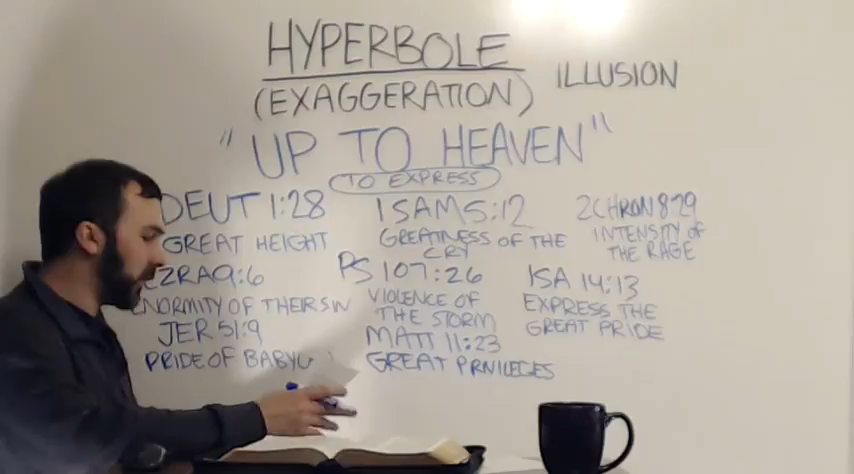 HYPERBOLE
(EXAGGERATION) ILLUSION
"UP TO HEAVEN"
TO EXPRESS
DEUT 1:28
GREAT HEIGHT
1 SAM 5:12
GREATNESS OF THE
CRY
2 CHRON 8:29
INTENSITY OF
THE RAGE
EZRA 9:6
ENORMITY OF THEIR SIN
PS 107:26
VIOLENCE OF
THE STORM
ISA 14:13
EXPRESS THE
GREAT PRIDE
JER 51:9
PRIDE OF
MATT 11:23
GREAT PRIVILEGES